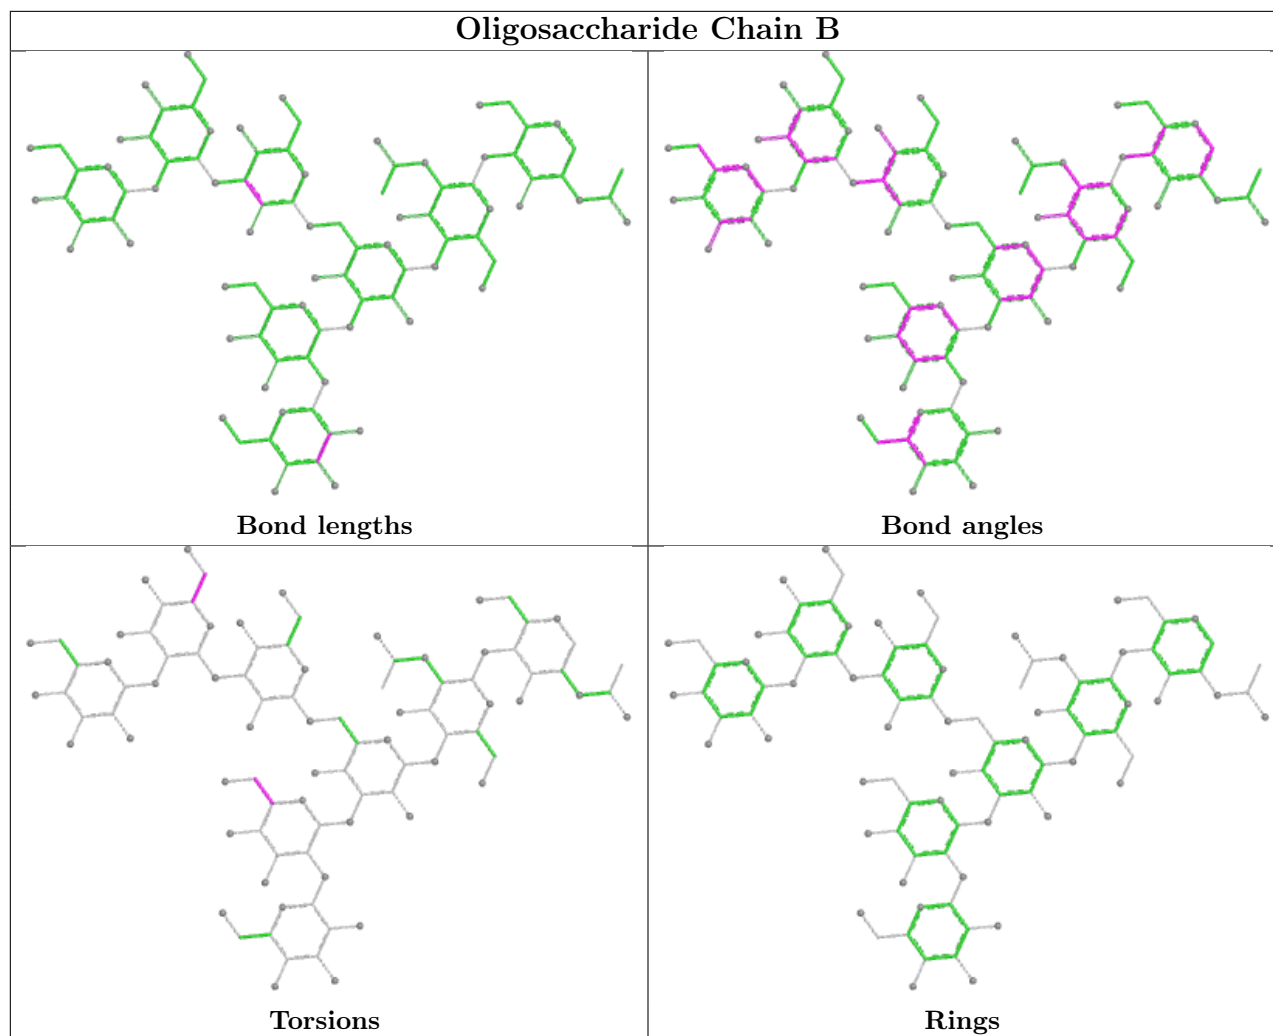 Oligosaccharide Chain B
Bond lengths
Bond angles
Torsions
Rings